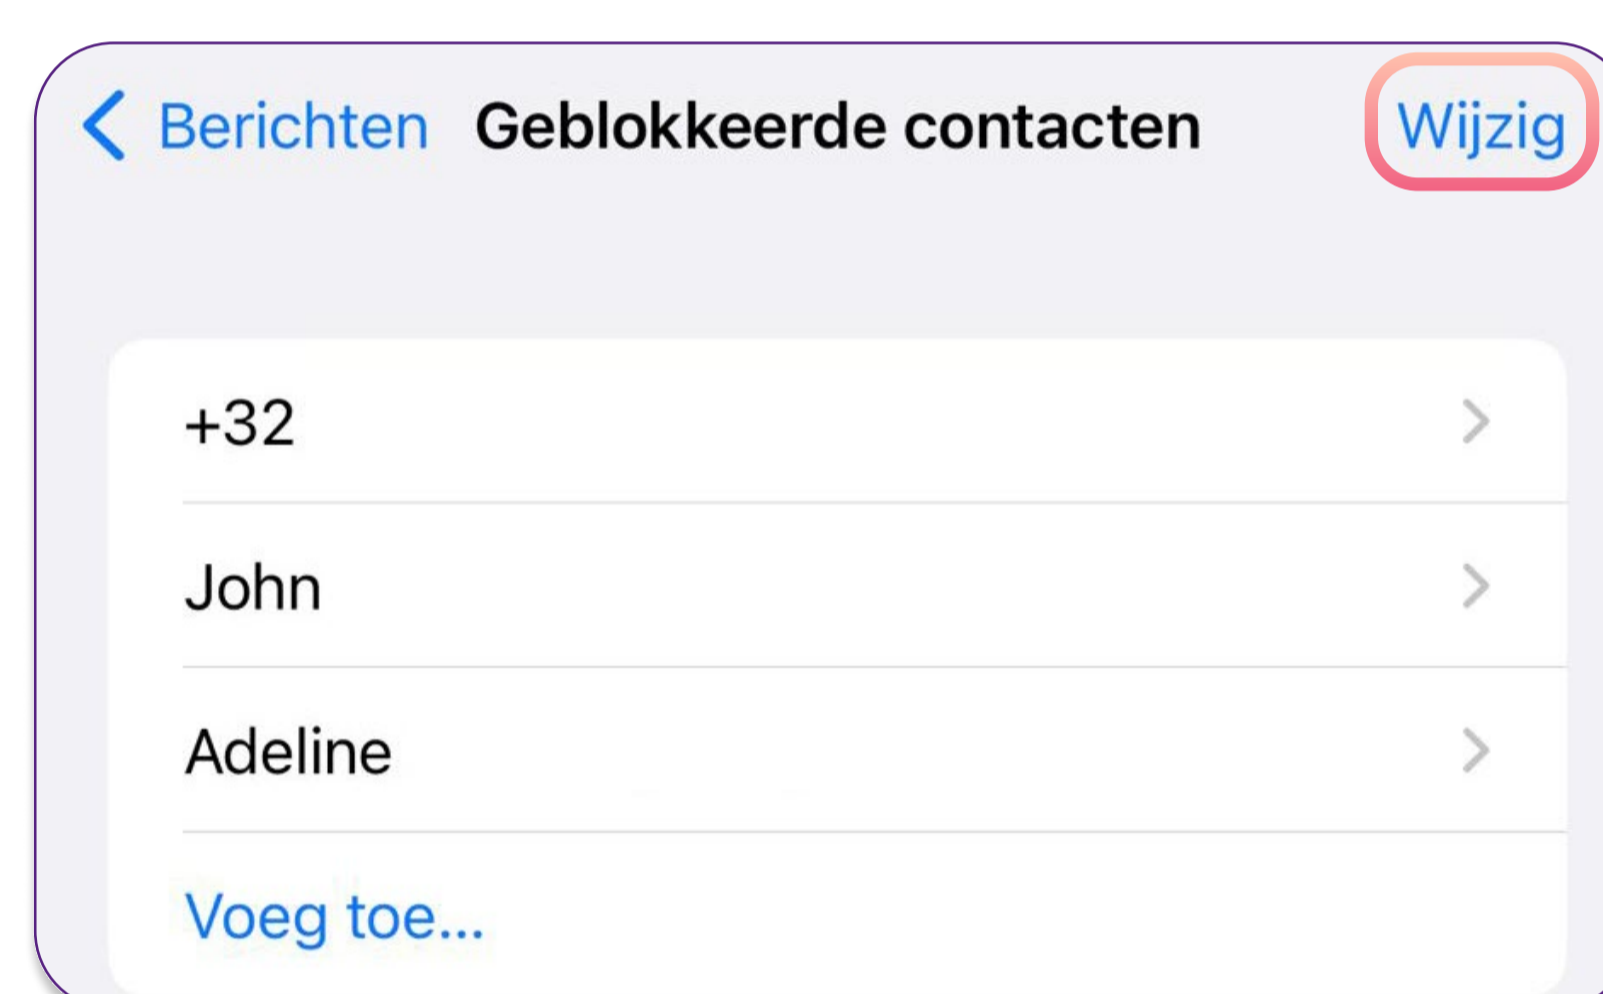 Berichten Geblokkeerde contacten Wijzig
+32
John
Adeline
Voeg toe...